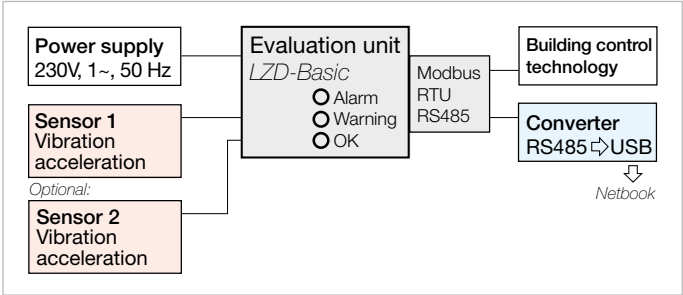 Power supply
230V, 1~, 50 Hz
Sensor 1
Vibration
acceleration
Optional:
Sensor 2
Vibration
acceleration
Evaluation unit
LZD-Basic
Alarm
Warning
OK
Modbus
RTU
RS485
Building control
technology
Converter
RS485 ⇨ USB
Netbook